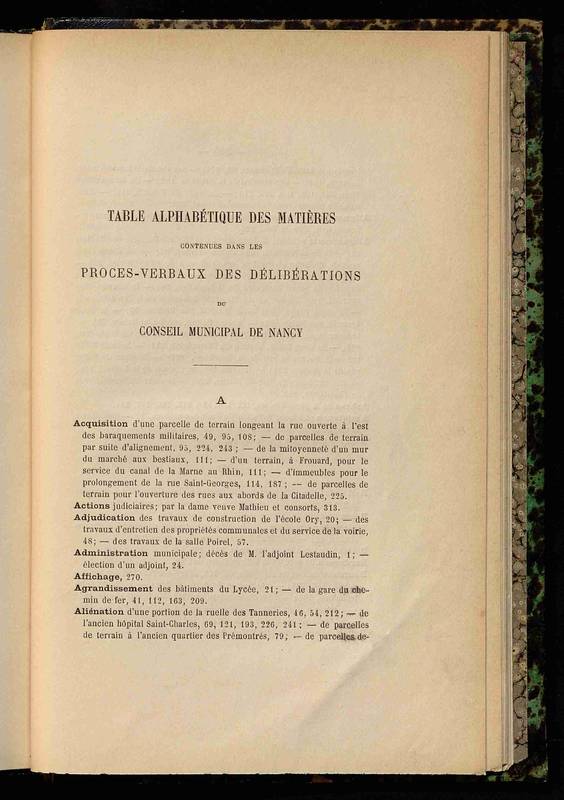 TABLE ALPHABÉTIQUE DES MATIÈRES
CONTENUES DANS LES
PROCES-VERBAUX DES DÉLIBÉRATIONS
DU
CONSEIL MUNICIPAL DE NANCY
A
Acquisition d'une parcelle de terrain longeant la rue ouverte à l'est
des baraquements militaires, 49, 95, 108; — de parcelles de terrain
par suite d'alignement, 95, 224, 243; — de la mitoyenneté d'un mur
du marché aux bestiaux, 111; — d'un terrain, à Frouard, pour le
service du canal de la Marne au Rhin, 111; — d'immeubles pour le
prolongement de la rue Saint-Georges, 114, 187; — de parcelles de
terrain pour l'ouverture des rues aux abords de la Citadelle, 225.
Actions judiciaires; par la dame veuve Mathieu et consorts, 313.
Adjudication des travaux de construction de l'école Ory, 20; — des
travaux d'entretien des propriétés communales et du service de la voirie,
48; — des travaux de la salle Poirel, 57.
Administration municipale; décès de M. l'adjoint Lestaudin, 1; —
élection d'un adjoint, 24.
Affichage, 270.
Agrandissement des bâtiments du Lycée, 21; — de la gare du che-
min de fer, 41, 112, 163, 209.
Aliénation d'une portion de la ruelle des Tanneries, 46, 54, 212; — de
l'ancien hôpital Saint-Charles, 69, 121, 193, 226, 241; — de parcelles
de terrain à l'ancien quartier des Prémontrés, 79; — de parcelles de-